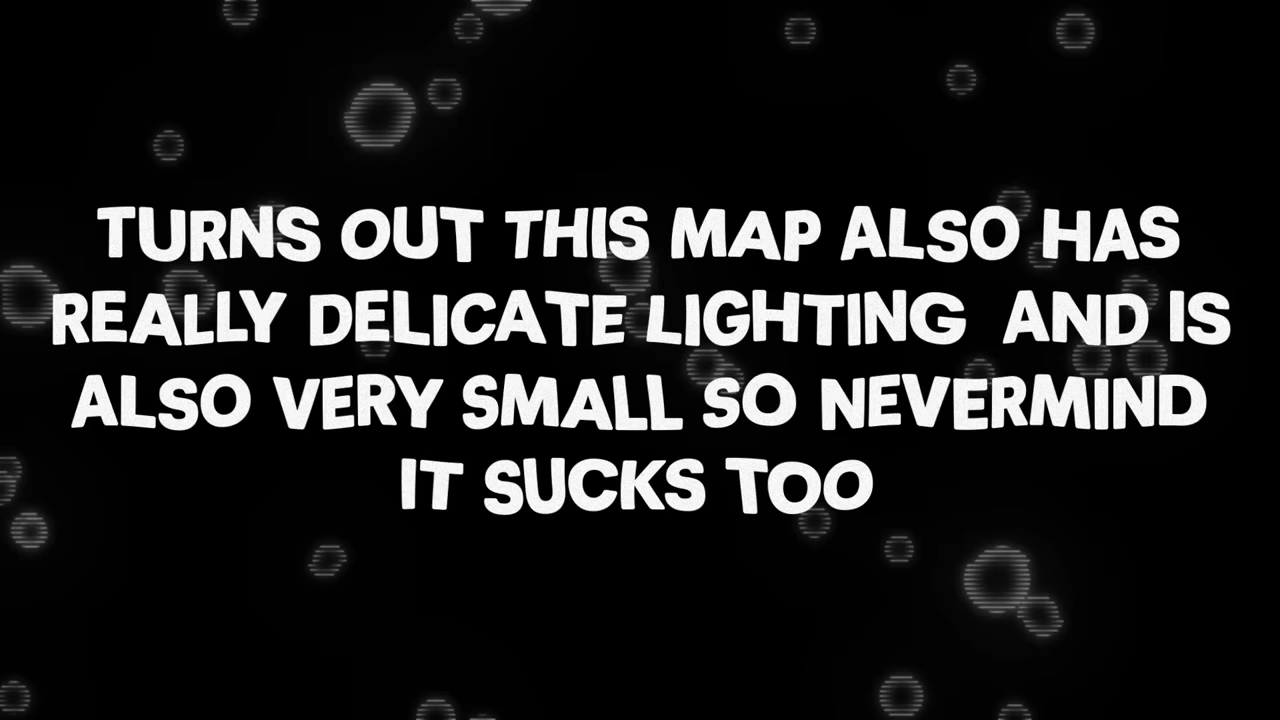 TURNS OUT THIS MAP ALSO HAS
REALLY DELICATE LIGHTING  AND IS
ALSO VERY SMALL SO NEVERMIND
IT SUCKS TOO